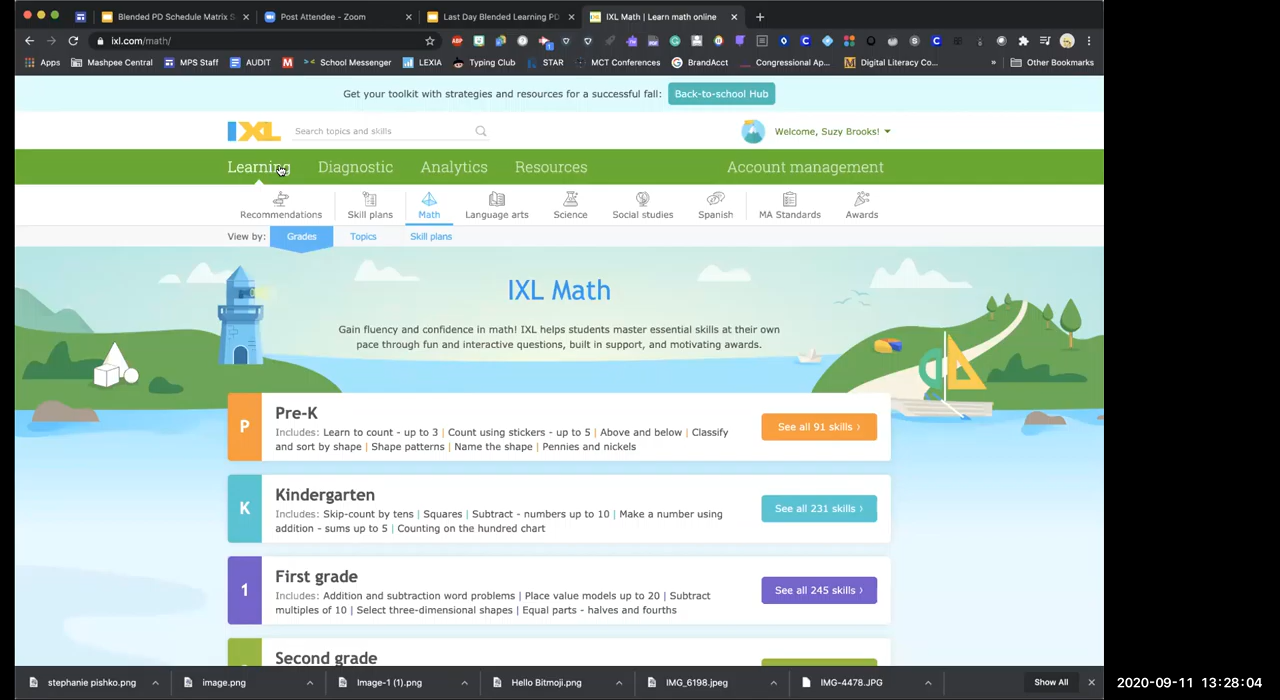 Blended PD Schedule Matrix S
Post Attendee - Zoom
Last Day Blended Learning PD
IXL Math | Learn math online
ixl.com/math/
Apps
Mashpee Central
MPS Staff
AUDIT
School Messenger
LEXIA
Typing Club
STAR
MCT Conferences
BrandAcct
Congressional Ap...
Digital Literacy Co...
»
Other Bookmarks
Get your toolkit with strategies and resources for a successful fall:
Back-to-school Hub
IXL
Search topics and skills
Welcome, Suzy Brooks!
Learning
Diagnostic
Analytics
Resources
Account management
Recommendations
Skill plans
Math
Language arts
Science
Social studies
Spanish
MA Standards
Awards
View by:
Grades
Topics
Skill plans
IXL Math
Gain fluency and confidence in math! IXL helps students master essential skills at their own
pace through fun and interactive questions, built in support, and motivating awards.
P
Pre-K
Includes: Learn to count - up to 3 | Count using stickers - up to 5 | Above and below | Classify
and sort by shape | Shape patterns | Name the shape | Pennies and nickels
See all 91 skills ›
K
Kindergarten
Includes: Skip-count by tens | Squares | Subtract - numbers up to 10 | Make a number using
addition - sums up to 5 | Counting on the hundred chart
See all 231 skills ›
1
First grade
Includes: Addition and subtraction word problems | Place value models up to 20 | Subtract
multiples of 10 | Select three-dimensional shapes | Equal parts - halves and fourths
See all 245 skills ›
Second grade
stephanie pishko.png
image.png
Image-1 (1).png
Hello Bitmoji.png
IMG_6198.jpeg
IMG-4478.JPG
Show All
2020-09-11 13:28:04